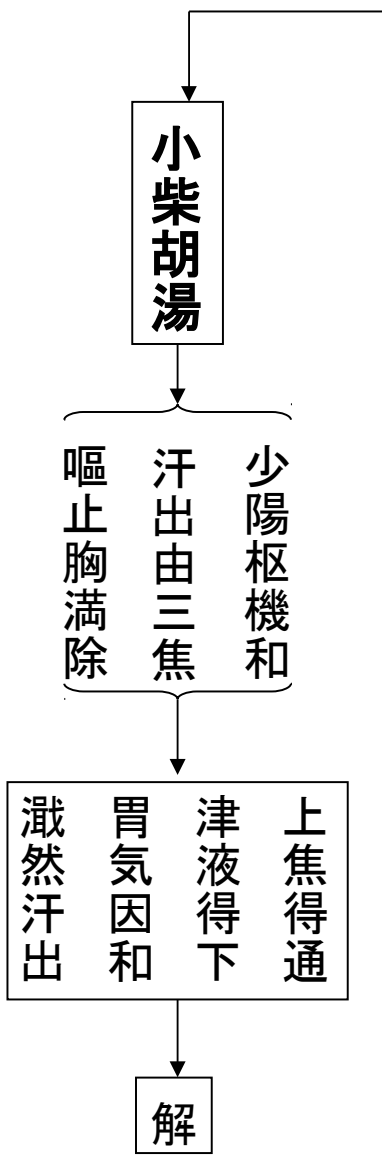 小柴胡湯
少陽枢機和
汗出由三焦
嘔止胸満除
上焦得通
津液得下
胃気因和
濈然汗出
解